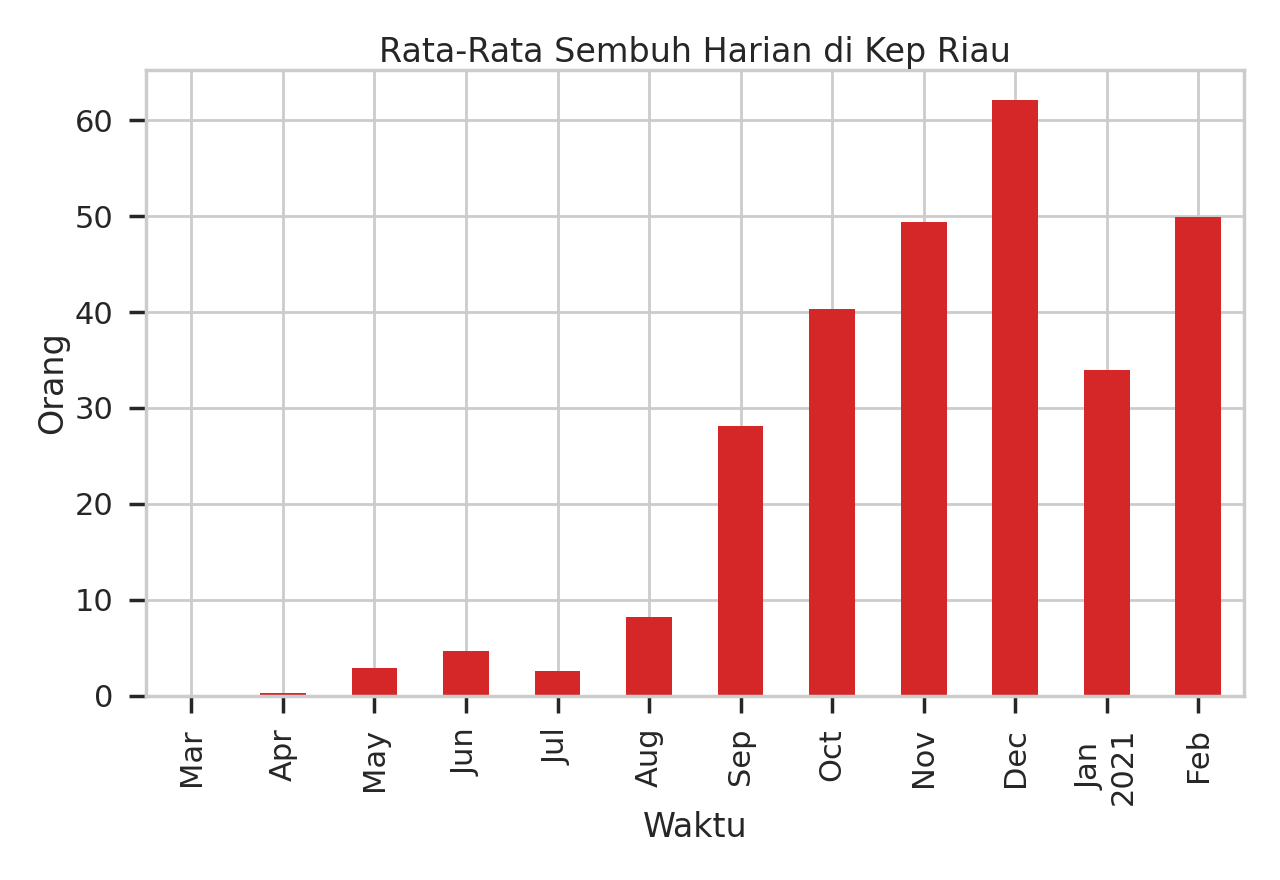 Rata-Rata Sembuh Harian di Kep Riau
Orang
60
50
40
30
20
10
0
Mar
Apr
May
Jun
Jul
Aug
Sep
Oct
Nov
Dec
Jan
2021
Feb
Waktu